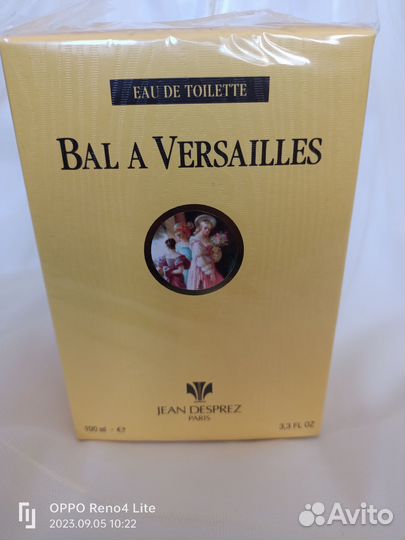 EAU DE TOILETTE
BAL A VERSAILLES
JEAN DESPREZ
PARIS
100 ml - e
3,3 FL OZ
OPPO Reno4 Lite
2023.09.05 10:22
Avito